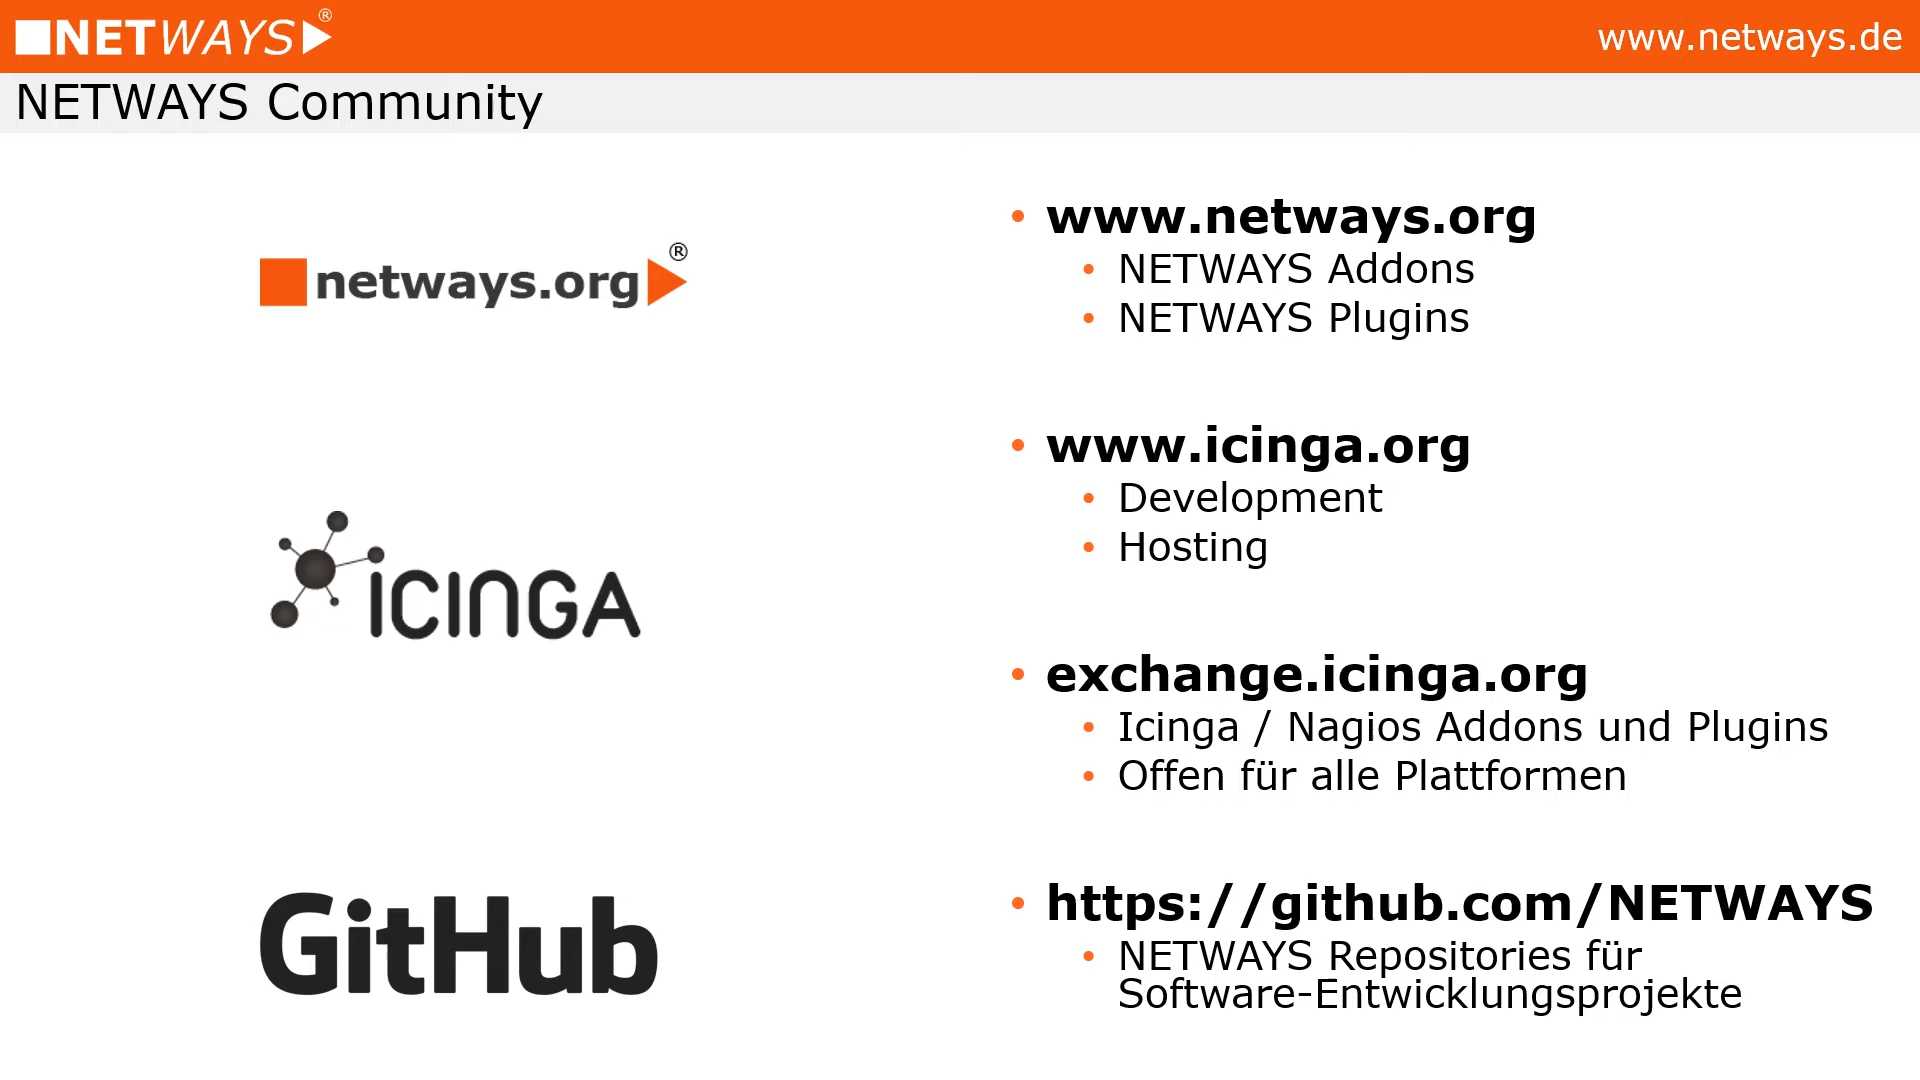 NETWAYS®
www.netways.de
NETWAYS Community
netways.org®
ICINGA
GitHub
• www.netways.org
• NETWAYS Addons
• NETWAYS Plugins
• www.icinga.org
• Development
• Hosting
• exchange.icinga.org
• Icinga / Nagios Addons und Plugins
• Offen für alle Plattformen
• https://github.com/NETWAYS
• NETWAYS Repositories für
Software-Entwicklungsprojekte